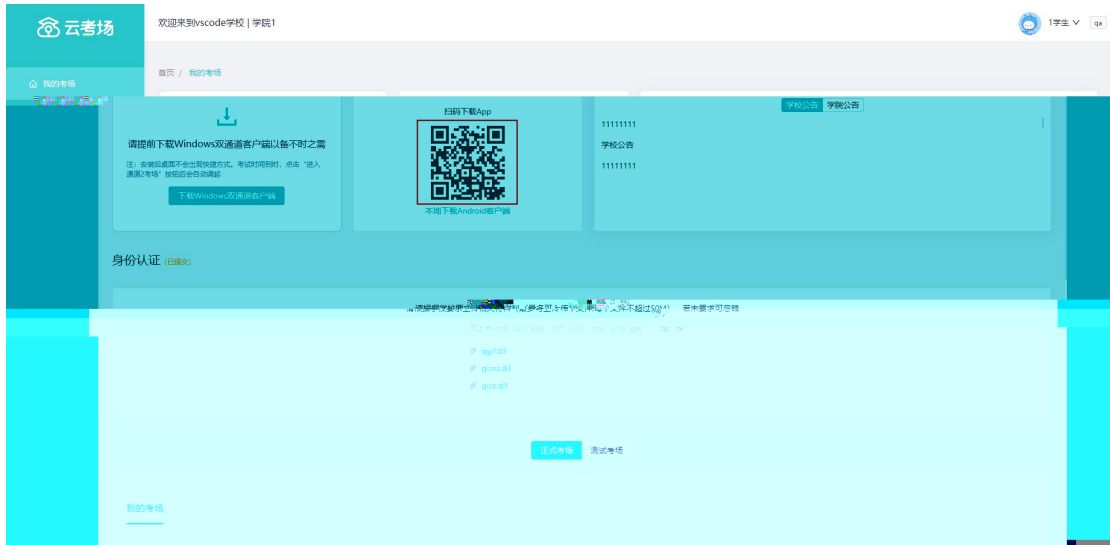 云考场
欢迎来到vscode学校 | 学院1
1学生
qa
首页 / 我的考场
我的考场
请提前下载Windows双通道客户端以备不时之需
注：安装后桌面不会出现快捷方式。考试时间到时，点击“进入
通道2考场”按钮后会自动调起
下载Windows双通道客户端
扫码下载App
本地下载Android客户端
学校公告 学院公告
11111111
学校公告
11111111
身份认证 (已提交)
若未要求可忽略
qgif.dll
qicns.dll
qico.dll
正式考场 测试考场
我的考场